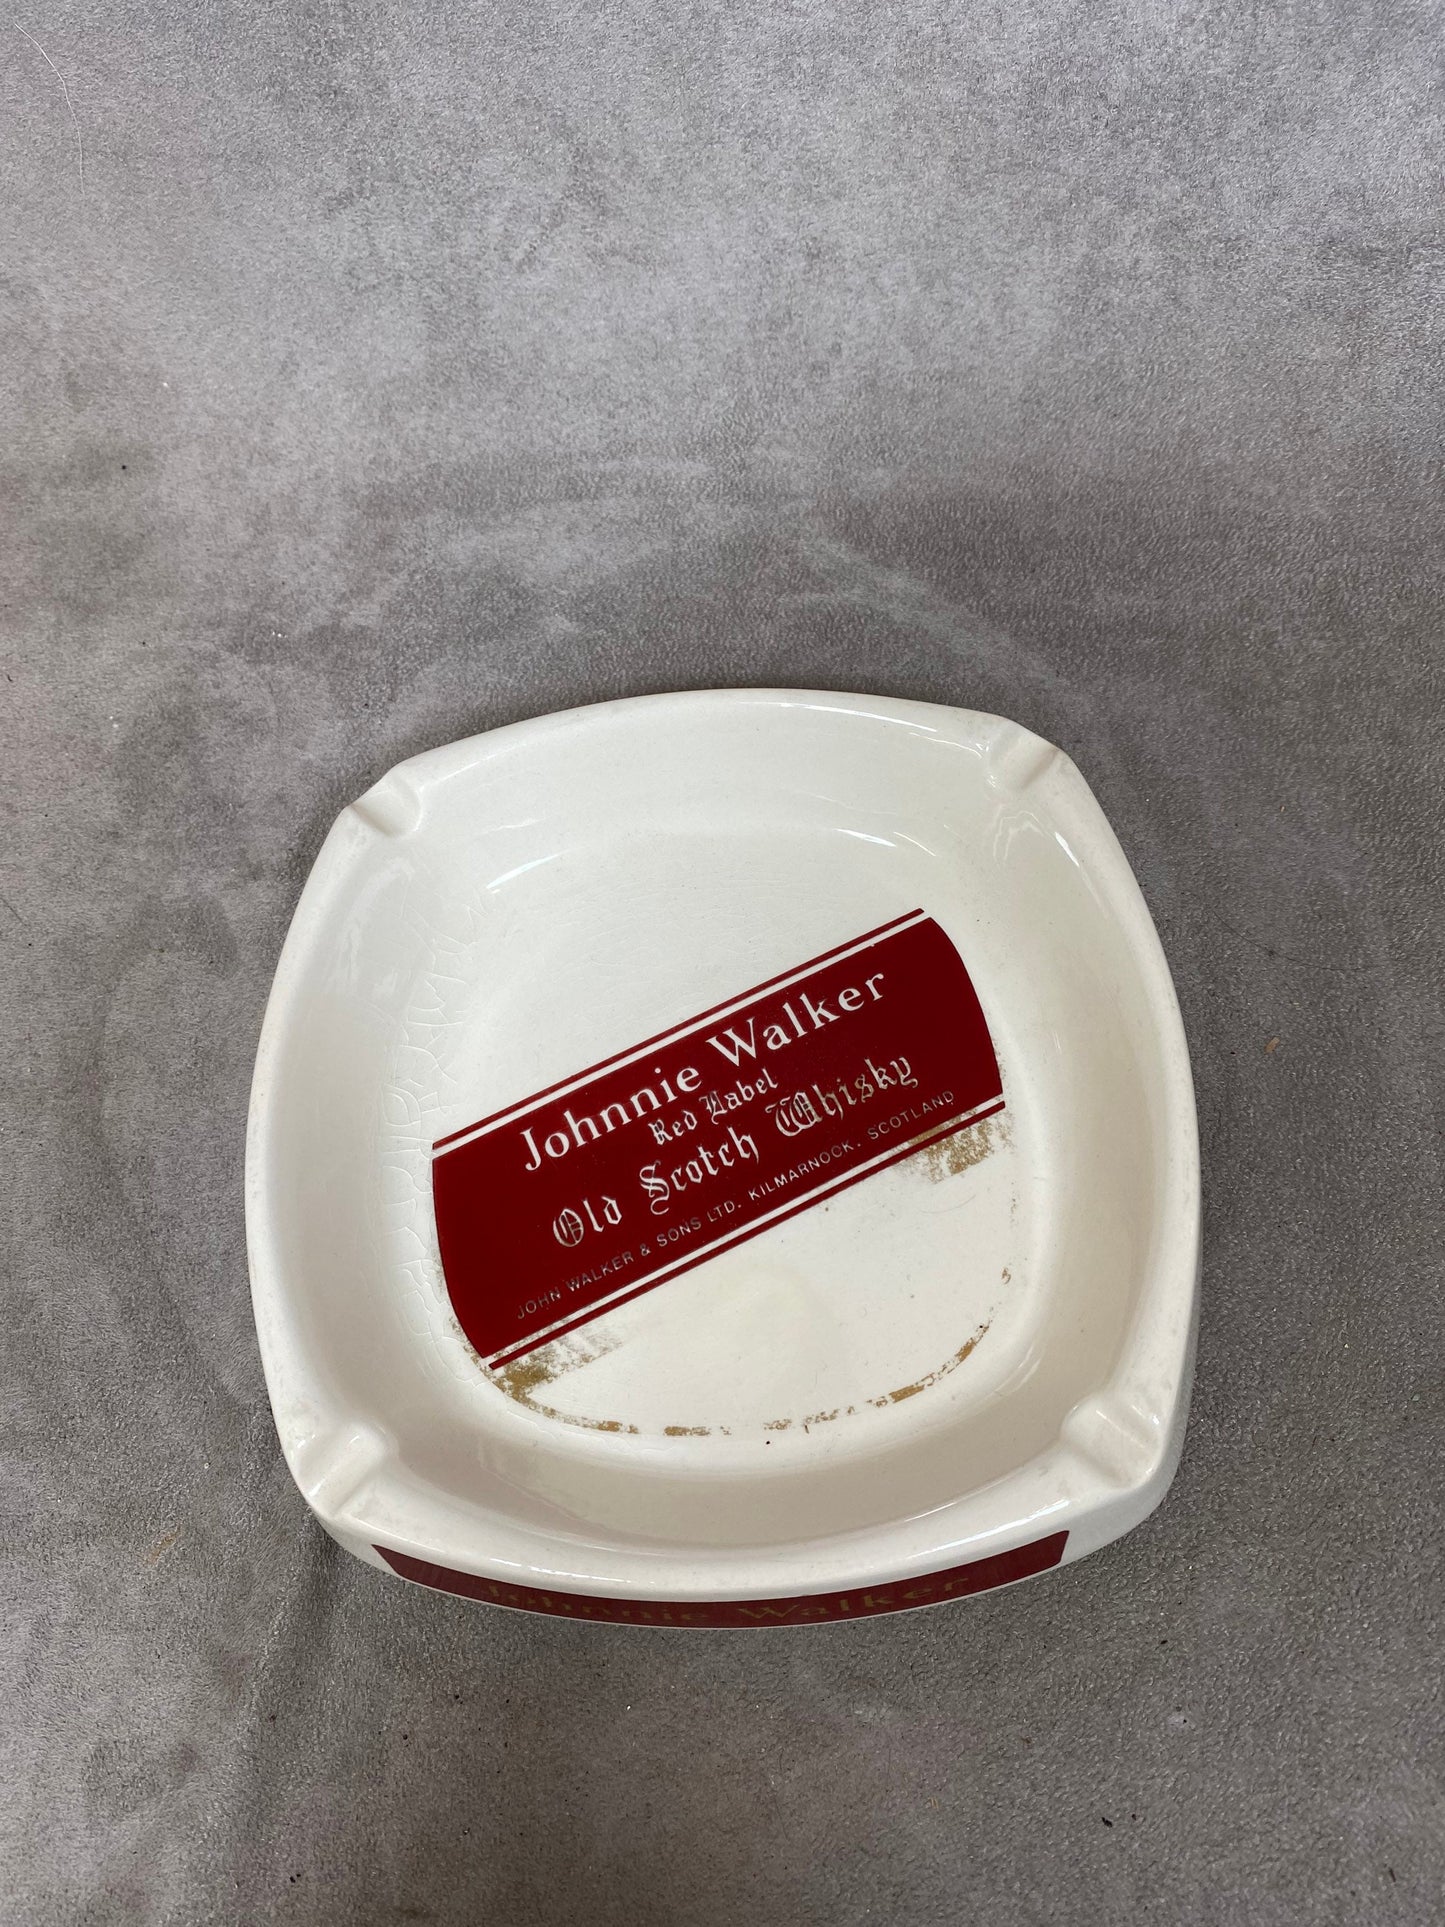 Johnnie Walker
Red Label
Old Scotch Whisky
JOHN WALKER & SONS LTD. KILMARNOCK. SCOTLAND
Johnnie Walker